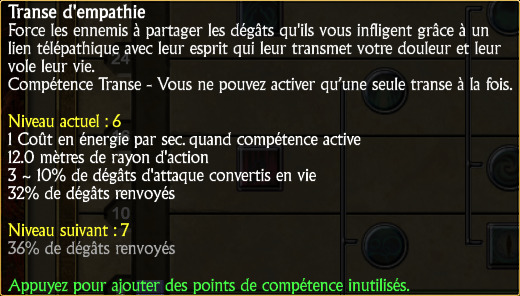 Transe d'empathie
Force les ennemis à partager les dégâts qu'ils vous infligent grâce à un
lien télépathique avec leur esprit qui leur transmet votre douleur et leur
vole leur vie.
Compétence Transe - Vous ne pouvez activer qu'une seule transe à la fois.
Niveau actuel : 6
1 Coût en énergie par sec. quand compétence active
12.0 mètres de rayon d'action
3 ~ 10% de dégâts d'attaque convertis en vie
32% de dégâts renvoyés
Niveau suivant : 7
36% de dégâts renvoyés
Appuyez pour ajouter des points de compétence inutilisés.
24
10